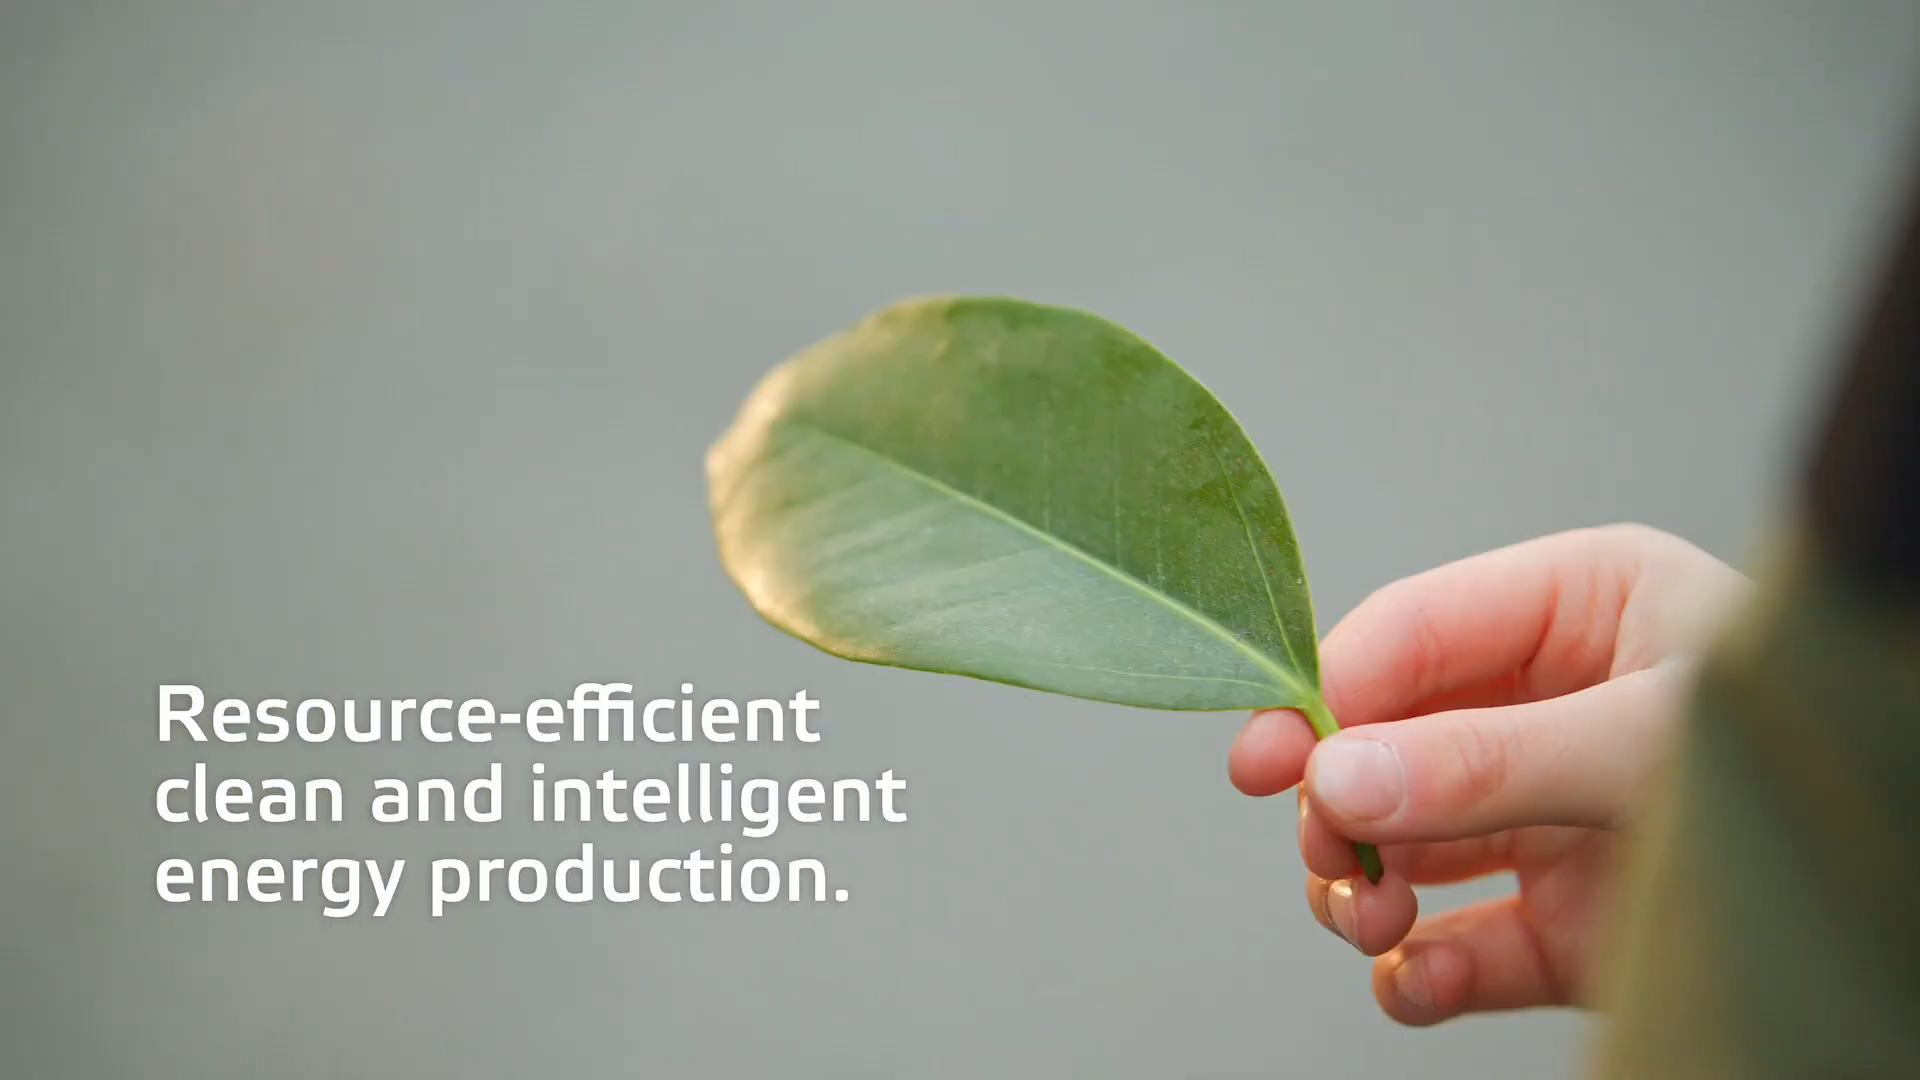 Resource-efficient
clean and intelligent
energy production.